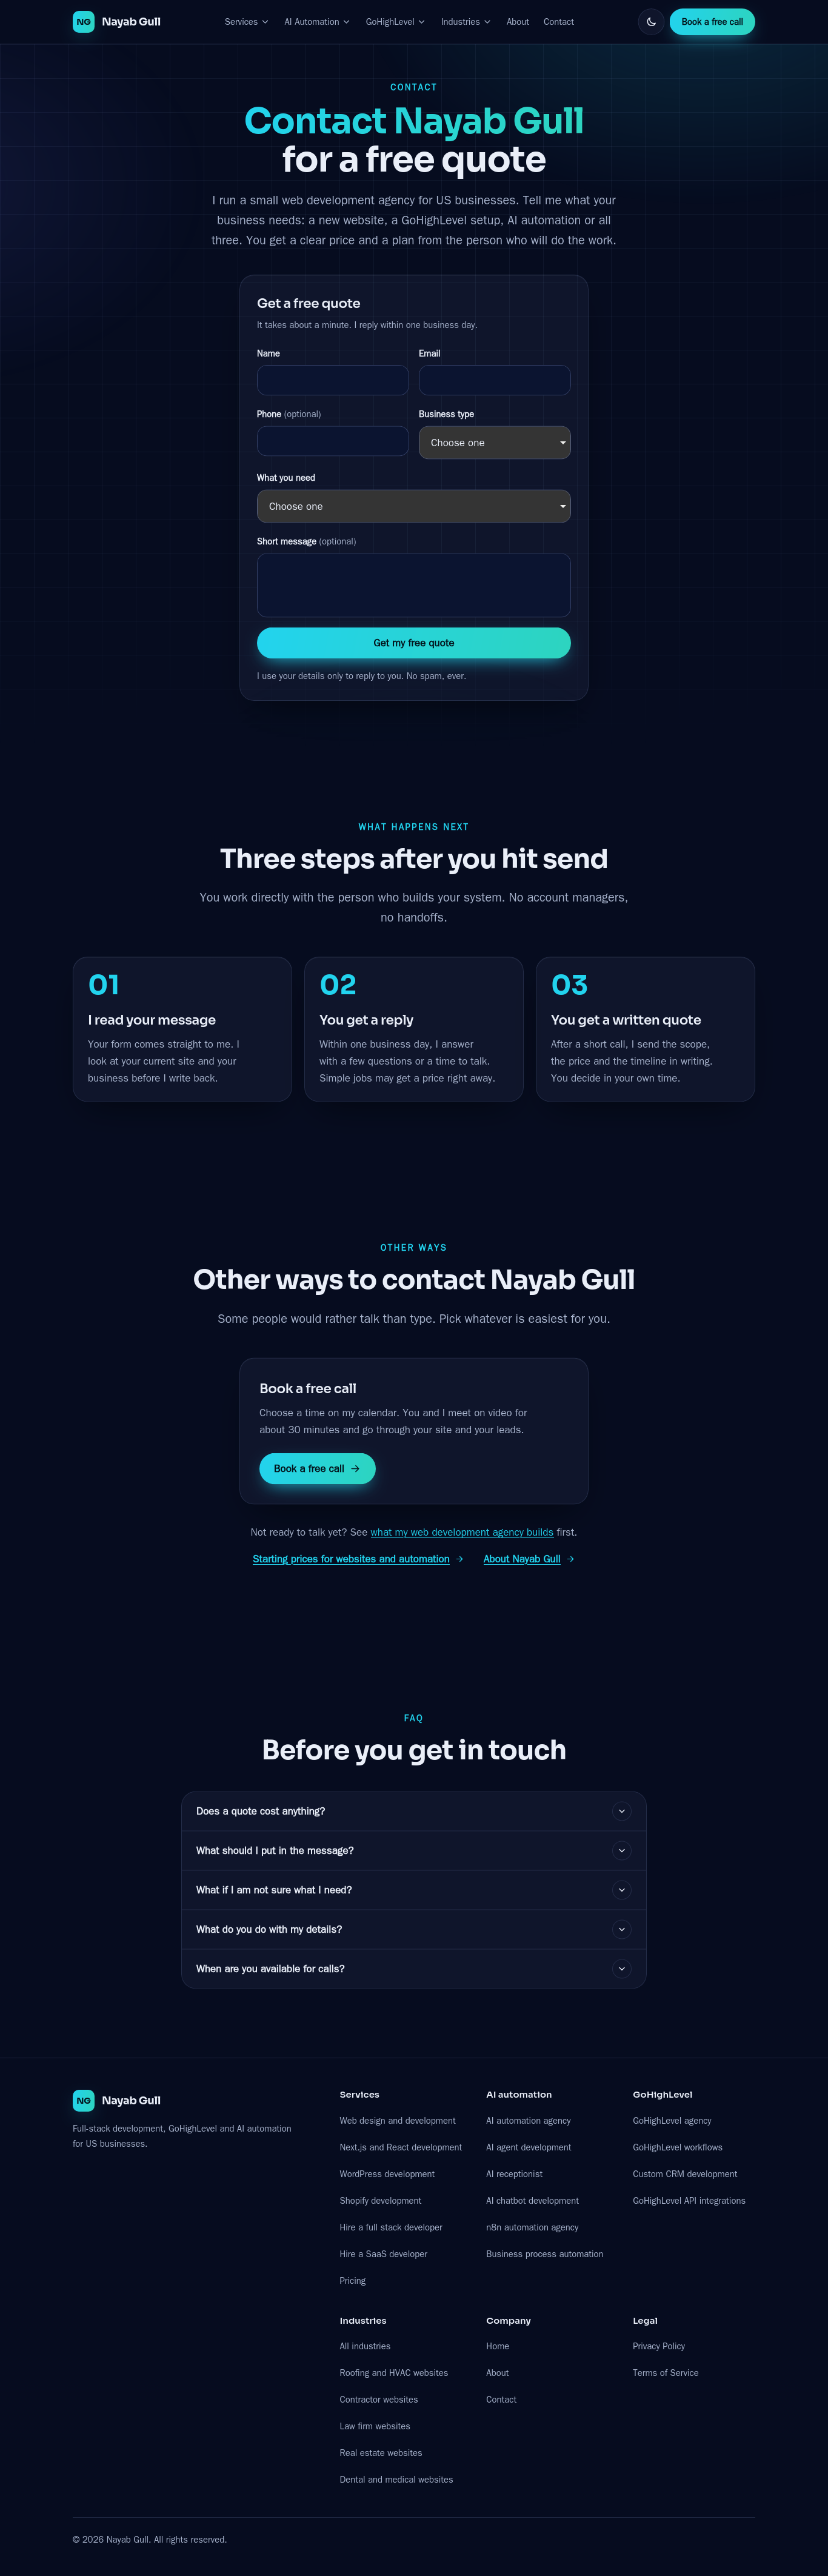 NG Nayab Gull
Services AI Automation GoHighLevel Industries About Contact
Book a free call
CONTACT
Contact Nayab Gull
for a free quote
I run a small web development agency for US businesses. Tell me what your
business needs: a new website, a GoHighLevel setup, AI automation or all
three. You get a clear price and a plan from the person who will do the work.
Get a free quote
It takes about a minute. I reply within one business day.
Name Email
Phone (optional) Business type
Choose one
What you need
Choose one
Short message (optional)
Get my free quote
I use your details only to reply to you. No spam, ever.
WHAT HAPPENS NEXT
Three steps after you hit send
You work directly with the person who builds your system. No account managers,
no handoffs.
01
I read your message
Your form comes straight to me. I
look at your current site and your
business before I write back.
02
You get a reply
Within one business day, I answer
with a few questions or a time to talk.
Simple jobs may get a price right away.
03
You get a written quote
After a short call, I send the scope,
the price and the timeline in writing.
You decide in your own time.
OTHER WAYS
Other ways to contact Nayab Gull
Some people would rather talk than type. Pick whatever is easiest for you.
Book a free call
Choose a time on my calendar. You and I meet on video for
about 30 minutes and go through your site and your leads.
Book a free call →
Not ready to talk yet? See what my web development agency builds first.
Starting prices for websites and automation → About Nayab Gull →
FAQ
Before you get in touch
Does a quote cost anything?
What should I put in the message?
What if I am not sure what I need?
What do you do with my details?
When are you available for calls?
NG Nayab Gull
Full-stack development, GoHighLevel and AI automation
for US businesses.
Services
Web design and development
Next.js and React development
WordPress development
Shopify development
Hire a full stack developer
Hire a SaaS developer
Pricing
AI automation
AI automation agency
AI agent development
AI receptionist
AI chatbot development
n8n automation agency
Business process automation
GoHighLevel
GoHighLevel agency
GoHighLevel workflows
Custom CRM development
GoHighLevel API integrations
Industries
All industries
Roofing and HVAC websites
Contractor websites
Law firm websites
Real estate websites
Dental and medical websites
Company
Home
About
Contact
Legal
Privacy Policy
Terms of Service
© 2026 Nayab Gull. All rights reserved.